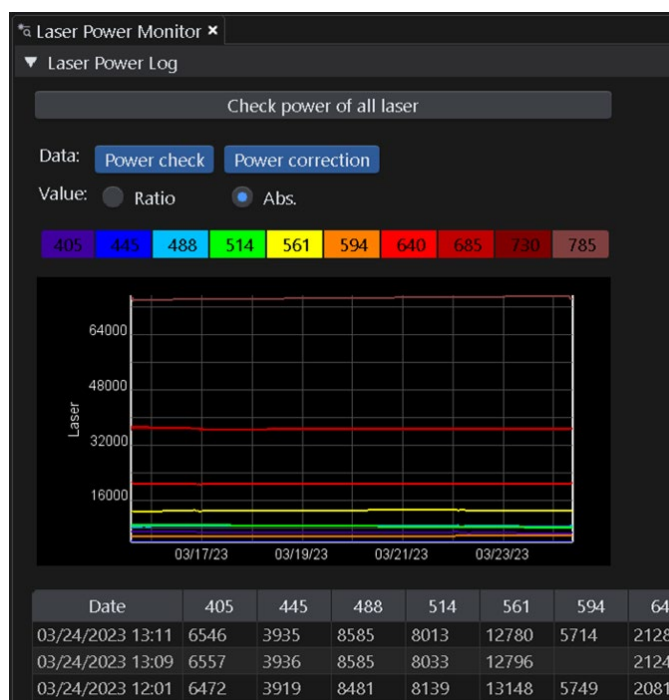 Laser Power Monitor ×
Laser Power Log
Check power of all laser
Data: Power check Power correction
Value: Ratio Abs.
405 445 488 514 561 594 640 685 730 785
64000
48000
Laser
32000
16000
03/17/23 03/19/23 03/21/23 03/23/23
Date 405 445 488 514 561 594 64
03/24/2023 13:11 6546 3935 8585 8013 12780 5714 2128
03/24/2023 13:09 6557 3936 8585 8033 12796 2124
03/24/2023 12:01 6472 3919 8481 8139 13148 5749 2081